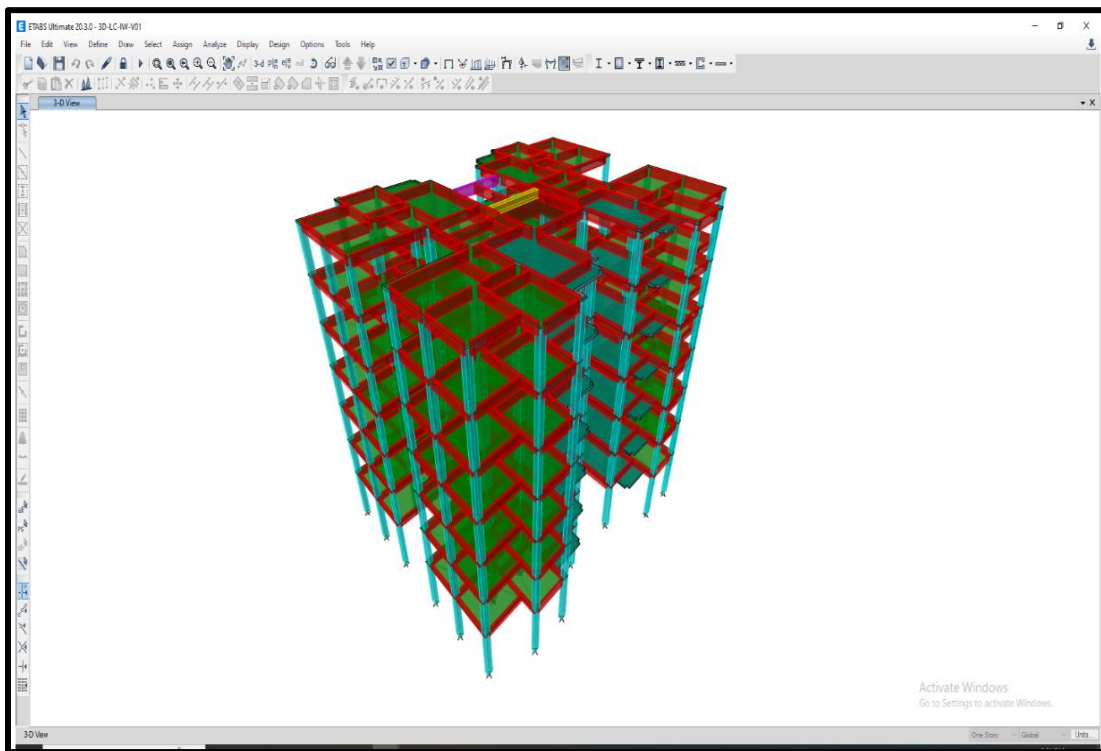 ETABS Ultimate 20.3.0 - 3D-LC-IW-V01
File Edit View Define Draw Select Assign Analyze Display Design Options Tools Help
3-d
3-D View
Activate Windows
Go to Settings to activate Windows.
3-D View
One Story Global Units...